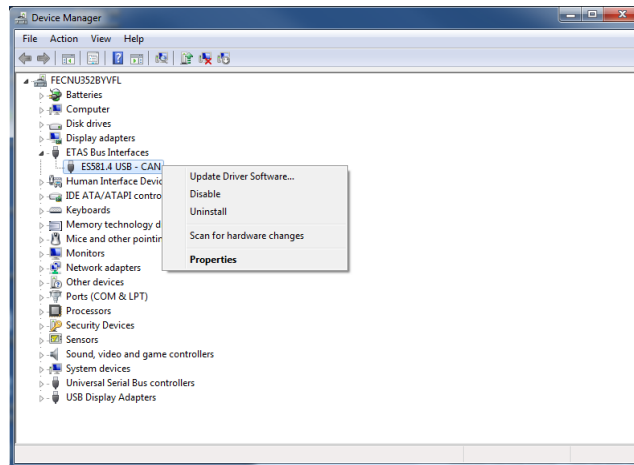 Device Manager
File Action View Help
FECNU352BYVFL
Batteries
Computer
Disk drives
Display adapters
ETAS Bus Interfaces
ES581.4 USB - CAN
Update Driver Software...
Disable
Uninstall
Scan for hardware changes
Properties
Human Interface Devic
IDE ATA/ATAPI contro
Keyboards
Memory technology d
Mice and other pointin
Monitors
Network adapters
Other devices
Ports (COM & LPT)
Processors
Security Devices
Sensors
Sound, video and game controllers
System devices
Universal Serial Bus controllers
USB Display Adapters